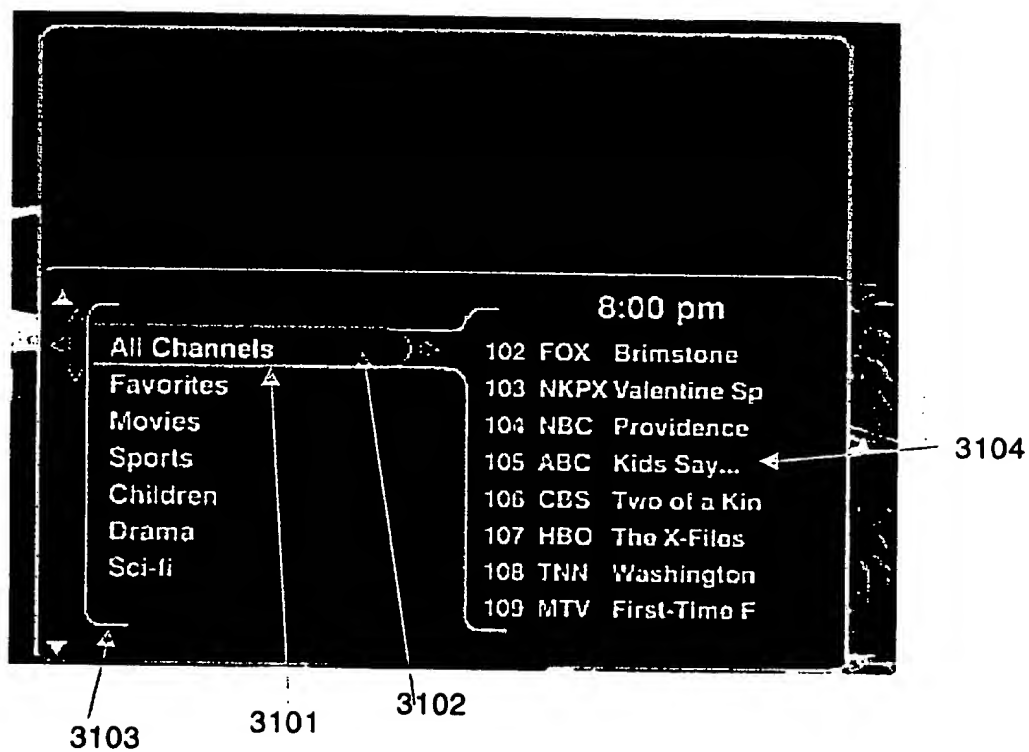 8:00 pm
All Channels
Favorites
Movies
Sports
Children
Drama
Sci-fi
102 FOX Brimstone
103 NKPX Valentine Sp
104 NBC Providence
105 ABC Kids Say...
106 CBS Two of a Kin
107 HBO The X-Files
108 TNN Washington
109 MTV First-Time F
3104
3103
3101
3102